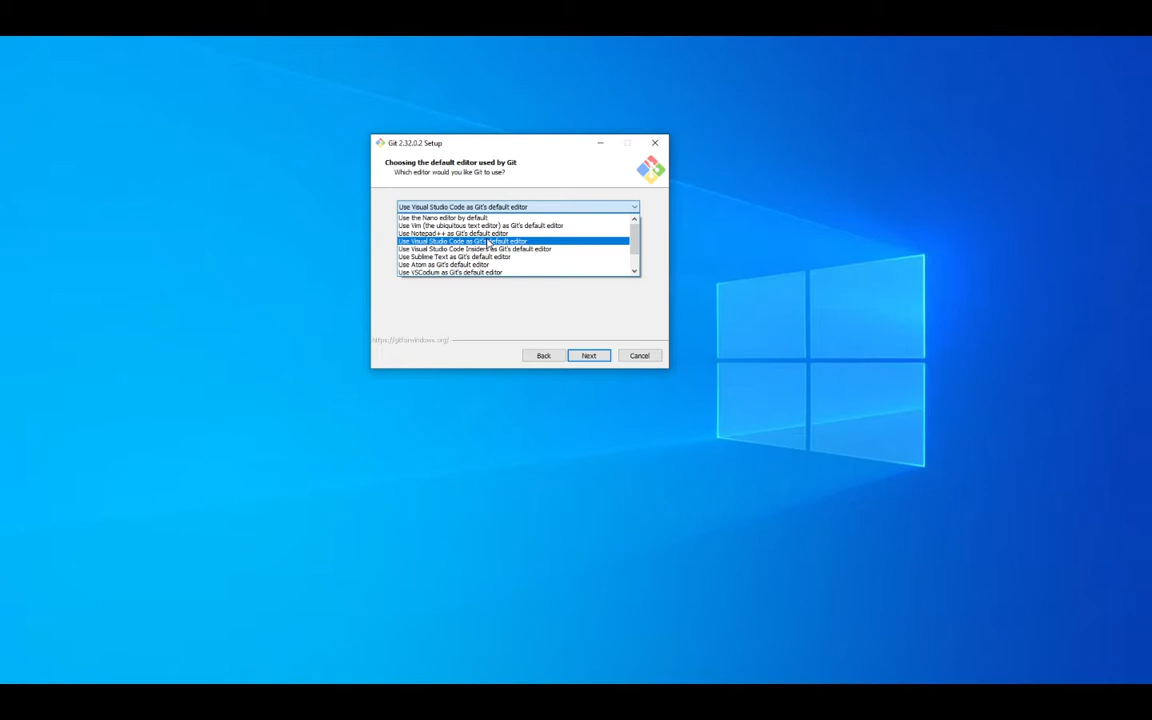 Git 2.32.0.2 Setup
Choosing the default editor used by Git
Which editor would you like Git to use?
Use Visual Studio Code as Git's default editor
Use the Nano editor by default
Use Vim (the ubiquitous text editor) as Git's default editor
Use Notepad++ as Git's default editor
Use Visual Studio Code as Git's default editor
Use Visual Studio Code Insiders as Git's default editor
Use Sublime Text as Git's default editor
Use Atom as Git's default editor
Use VSCodium as Git's default editor
https://gitforwindows.org/
Back Next Cancel